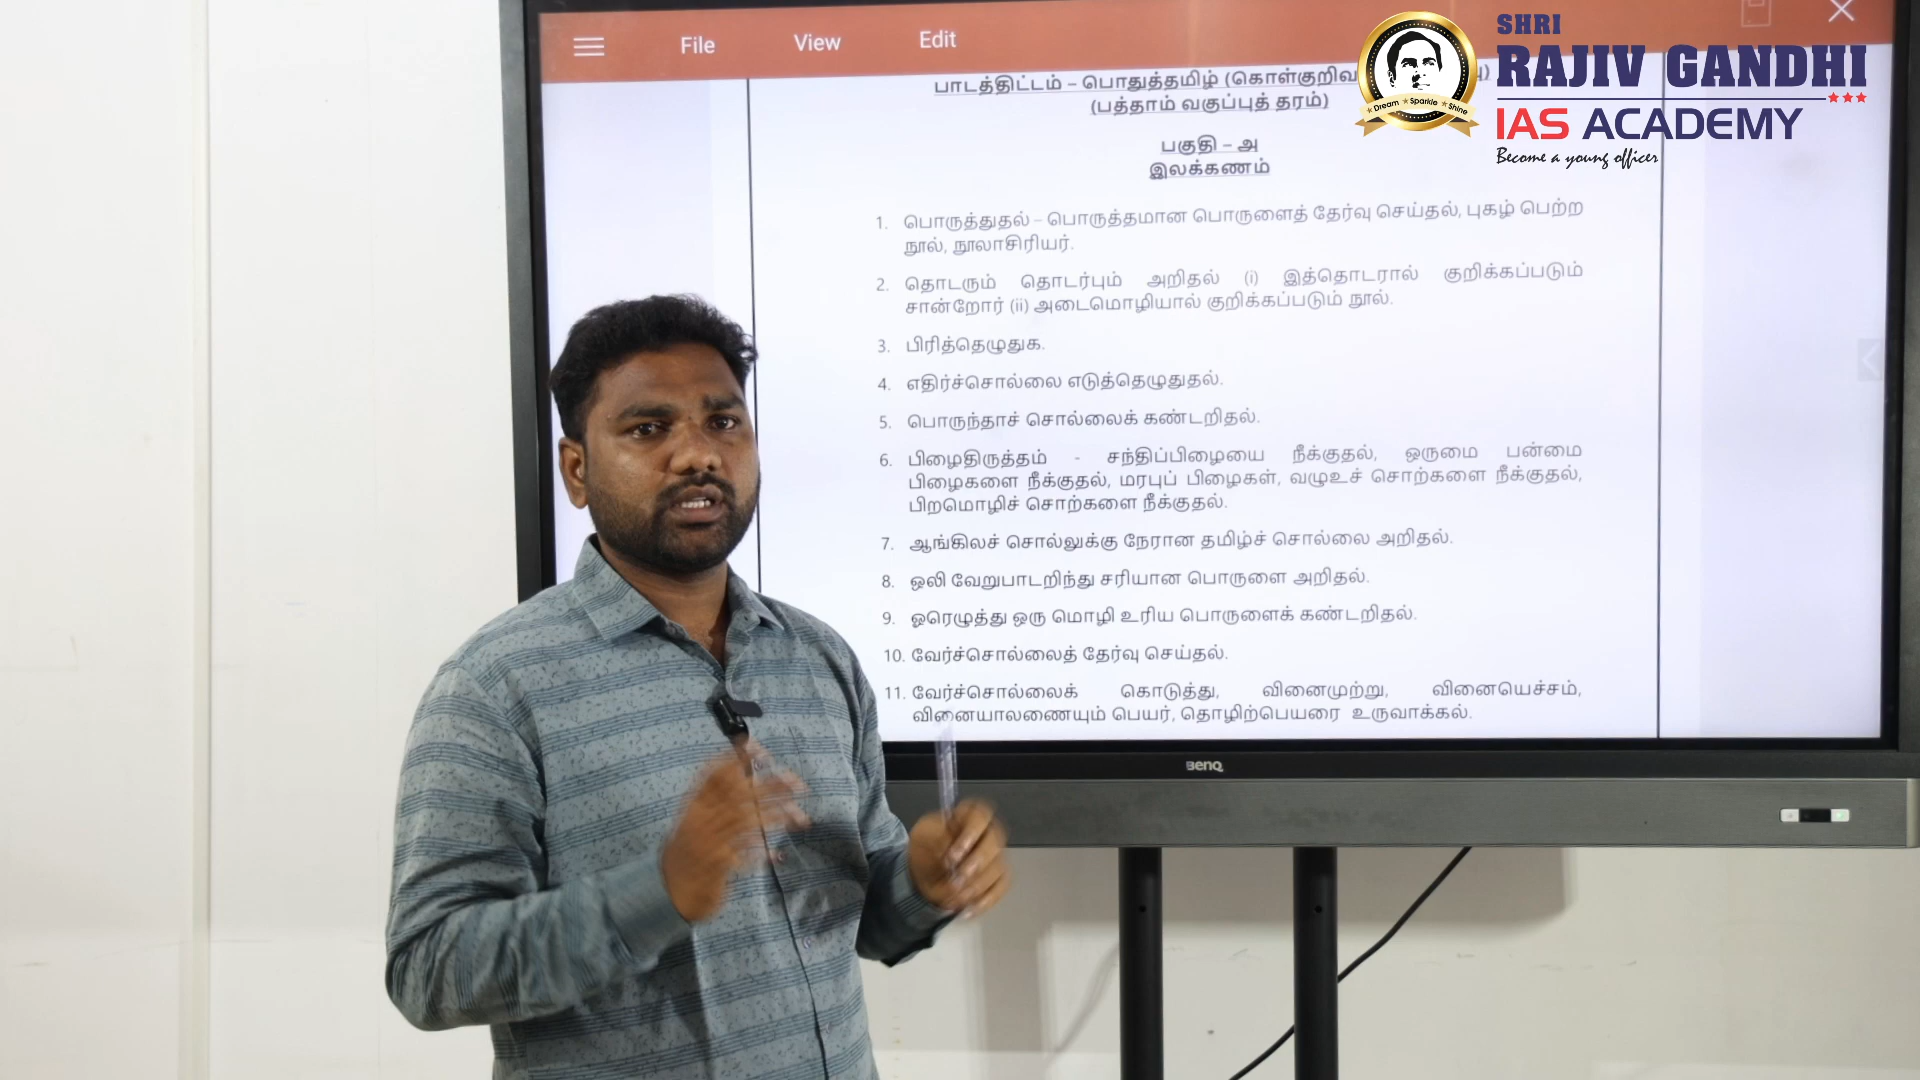 File View Edit
SHRI
RAJIV GANDHI
IAS ACADEMY
Become a young officer
Dream Sparkle Shine
பாடத்திட்டம் – பொதுத்தமிழ்
(பத்தாம் வகுப்புத் தரம்)
பகுதி – அ
இலக்கணம்
1. பொருத்துதல் – பொருத்தமான பொருளைத் தேர்வு செய்தல், புகழ் பெற்ற
நூல், நூலாசிரியர்.
2. தொடரும் தொடர்பும் அறிதல் (i) இத்தொடரால் குறிக்கப்படும்
சான்றோர் (ii) அடைமொழியால் குறிக்கப்படும் நூல்.
3. பிரித்தெழுதுக.
4. எதிர்ச்சொல்லை எடுத்தெழுதுதல்.
5. பொருந்தாச் சொல்லைக் கண்டறிதல்.
6. பிழைதிருத்தம் - சந்திப்பிழையை நீக்குதல், ஒருமை பன்மை
பிழைகளை நீக்குதல், மரபுப் பிழைகள், வழுஉச் சொற்களை நீக்குதல்,
பிறமொழிச் சொற்களை நீக்குதல்.
7. ஆங்கிலச் சொல்லுக்கு நேரான தமிழ்ச் சொல்லை அறிதல்.
8. ஒலி வேறுபாடறிந்து சரியான பொருளை அறிதல்.
9. ஓரெழுத்து ஒரு மொழி உரிய பொருளைக் கண்டறிதல்.
10. வேர்ச்சொல்லைத் தேர்வு செய்தல்.
11. வேர்ச்சொல்லைக் கொடுத்து, வினைமுற்று, வினையெச்சம்,
வினையாலணையும் பெயர், தொழிற்பெயரை உருவாக்கல்.
BenQ